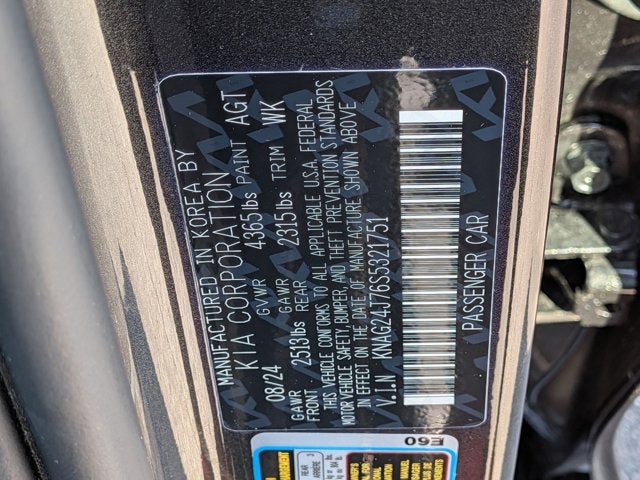 MANUFACTURED IN KOREA BY
KIA CORPORATION
08/24 GVWR 4365lbs PAINT AGT
GAWR FRONT 2513lbs GAWR REAR 2315lbs TRIM WK
THIS VEHICLE CONFORMS TO ALL APPLICABLE U.S.A. FEDERAL
MOTOR VEHICLE SAFETY, BUMPER, AND THEFT PREVENTION STANDARDS
IN EFFECT ON THE DATE OF MANUFACTURE SHOWN ABOVE
V.I.N KNAG24J76S5321751
PASSENGER CAR
E60
REAR
ARRIERE